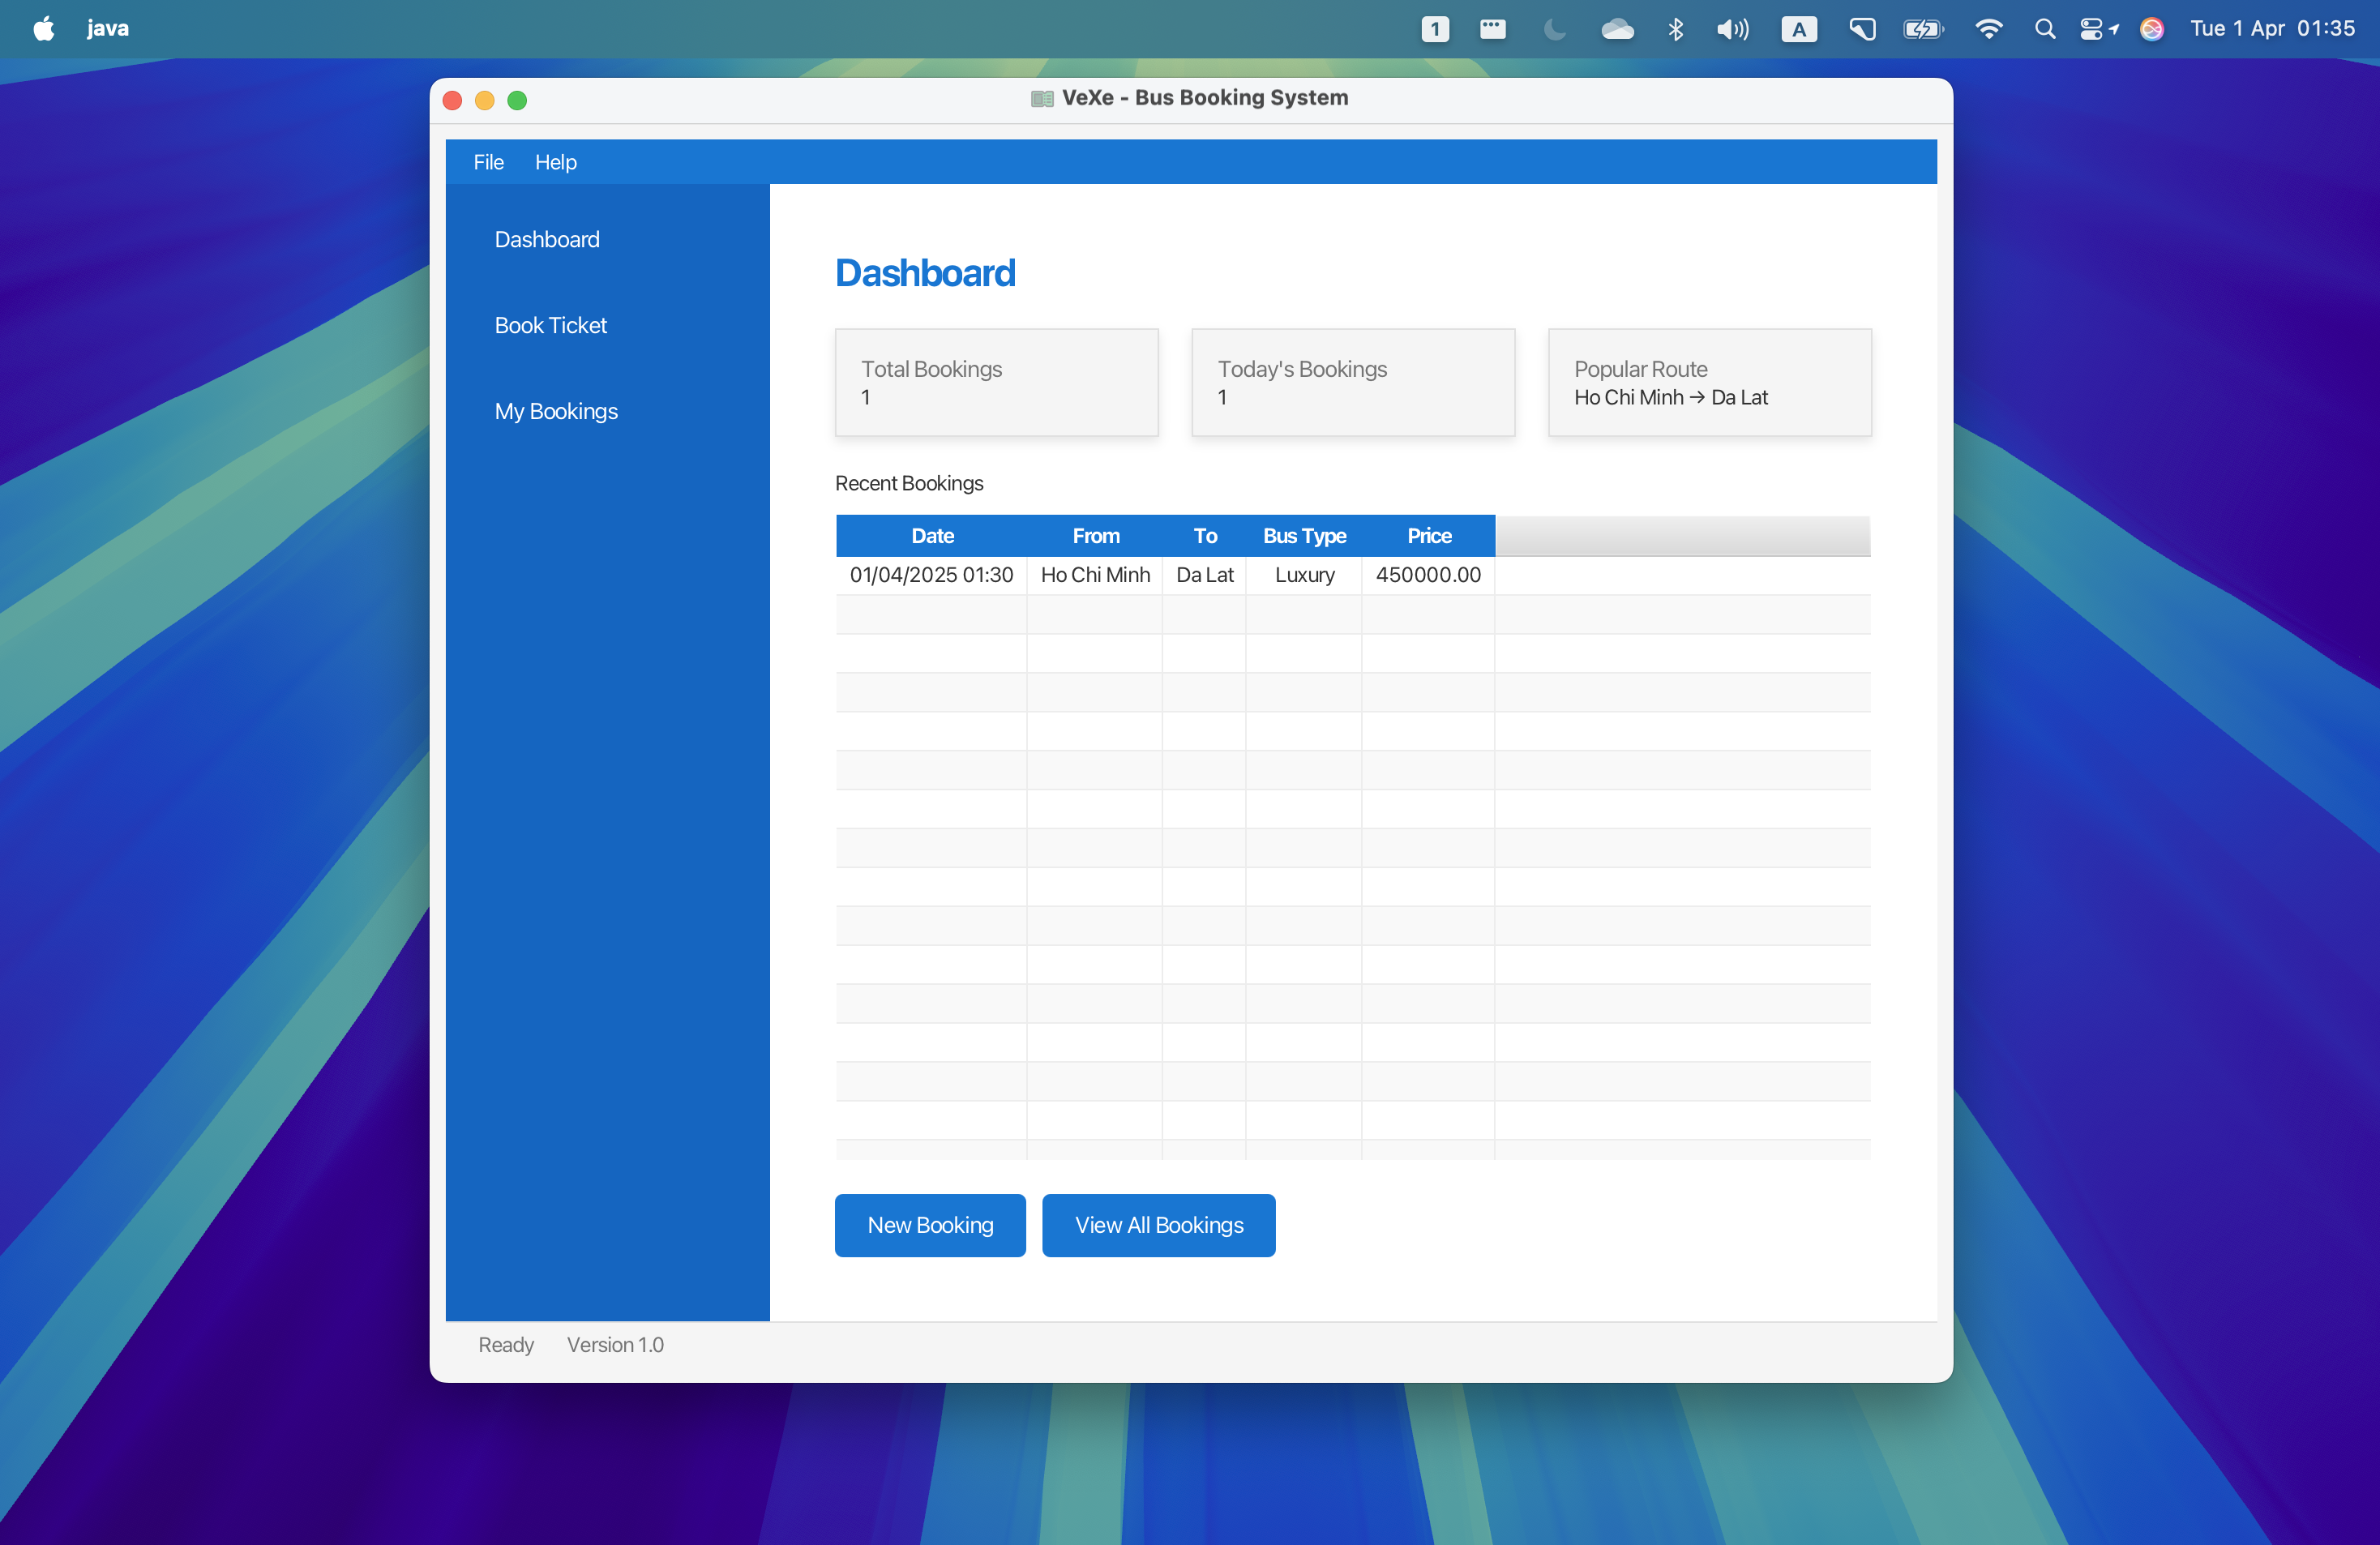 java
1
A
Tue 1 Apr 01:35
VeXe - Bus Booking System
File Help
Dashboard
Book Ticket
My Bookings
Dashboard
Total Bookings
1
Today's Bookings
1
Popular Route
Ho Chi Minh → Da Lat
Recent Bookings
Date From To Bus Type Price
01/04/2025 01:30 Ho Chi Minh Da Lat Luxury 450000.00
New Booking View All Bookings
Ready Version 1.0